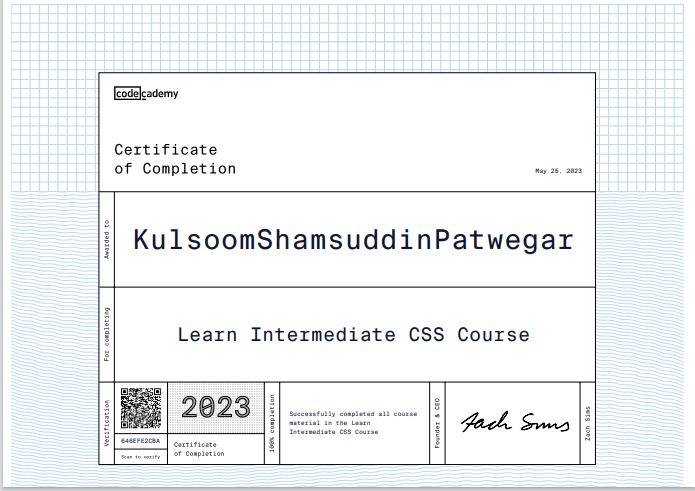 codecademy
Certificate
of Completion
May 25, 2023
Awarded to
KulsoomShamsuddinPatwegar
For completing
Learn Intermediate CSS Course
Verification
646EFE2CBA
Scan to verify
2023
Certificate
of Completion
100% completion
Successfully completed all course
material in the Learn
Intermediate CSS Course
Founder & CEO
Zach Sims
Zach Sims